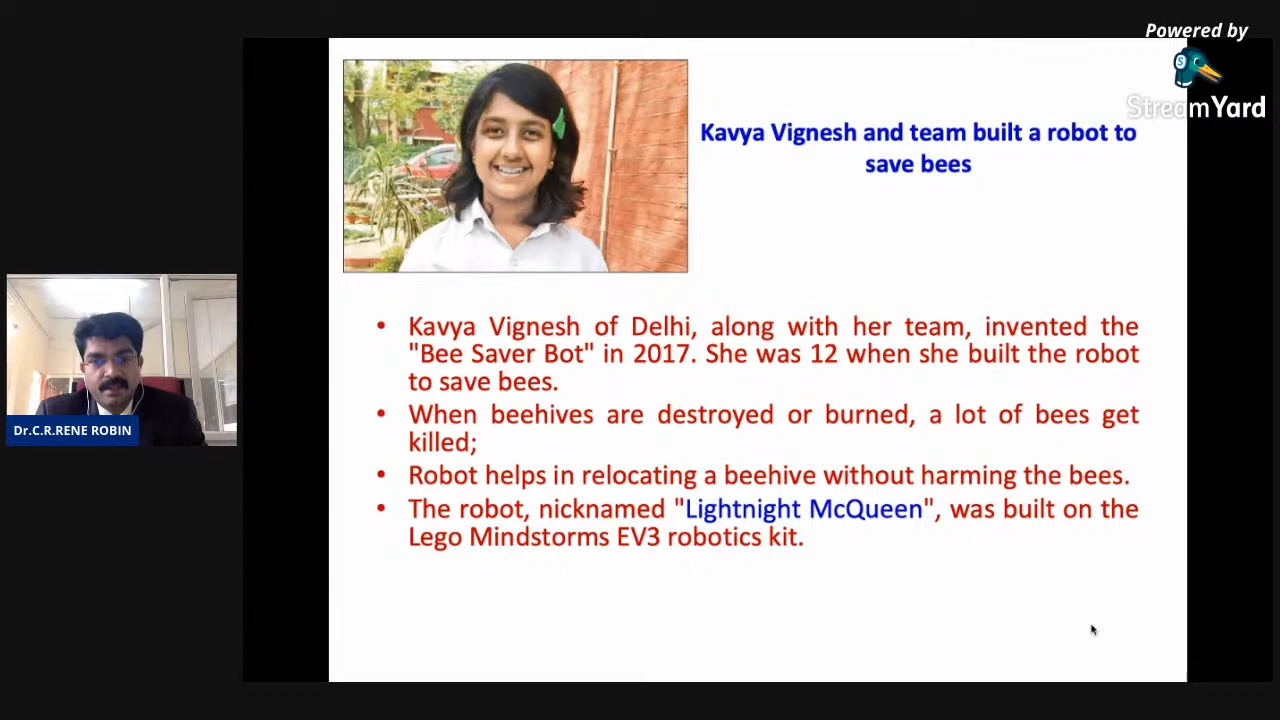 Powered by
StreamYard
Kavya Vignesh and team built a robot to
save bees
• Kavya Vignesh of Delhi, along with her team, invented the
"Bee Saver Bot" in 2017. She was 12 when she built the robot
to save bees.
• When beehives are destroyed or burned, a lot of bees get
killed;
• Robot helps in relocating a beehive without harming the bees.
• The robot, nicknamed "Lightnight McQueen", was built on the
Lego Mindstorms EV3 robotics kit.
Dr.C.R.RENE ROBIN